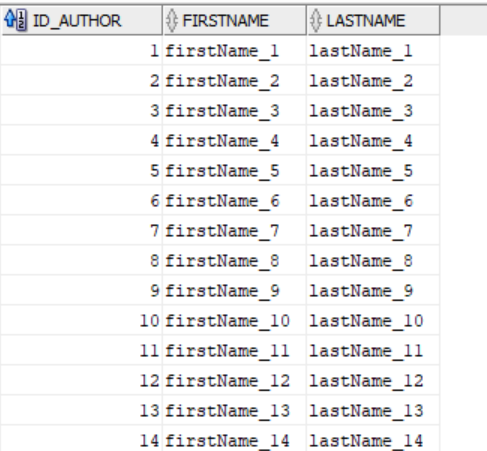 ID_AUTHOR FIRSTNAME LASTNAME
1 firstName_1 lastName_1
2 firstName_2 lastName_2
3 firstName_3 lastName_3
4 firstName_4 lastName_4
5 firstName_5 lastName_5
6 firstName_6 lastName_6
7 firstName_7 lastName_7
8 firstName_8 lastName_8
9 firstName_9 lastName_9
10 firstName_10 lastName_10
11 firstName_11 lastName_11
12 firstName_12 lastName_12
13 firstName_13 lastName_13
14 firstName_14 lastName_14